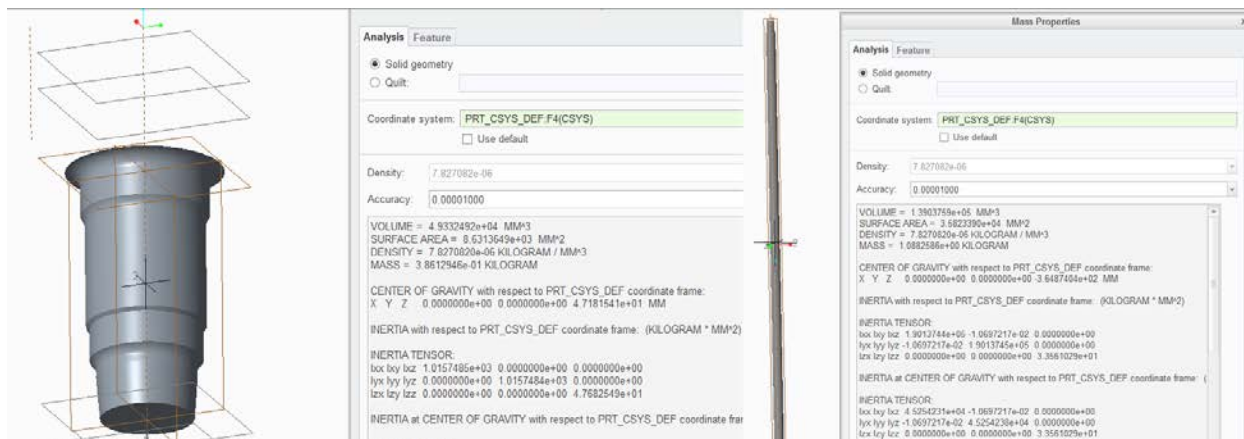 Analysis Feature
Solid geometry
Quilt:
Coordinate system: PRT_CSYS_DEF:F4(CSYS)
Use default
Density: 7.827082e-06
Accuracy: 0.00001000
VOLUME = 4.9332492e+04 MM^3
SURFACE AREA = 8.6313649e+03 MM^2
DENSITY = 7.8270820e-06 KILOGRAM / MM^3
MASS = 3.8612946e-01 KILOGRAM
CENTER OF GRAVITY with respect to PRT_CSYS_DEF coordinate frame:
X Y Z 0.0000000e+00 0.0000000e+00 4.7181541e+01 MM
INERTIA with respect to PRT_CSYS_DEF coordinate frame: (KILOGRAM * MM^2)
INERTIA TENSOR:
Ixx Ixy Ixz 1.0157485e+03 0.0000000e+00 0.0000000e+00
Iyx Iyy Iyz 0.0000000e+00 1.0157484e+03 0.0000000e+00
Izx Izy Izz 0.0000000e+00 0.0000000e+00 4.7682549e+01
INERTIA at CENTER OF GRAVITY with respect to PRT_CSYS_DEF coordinate fra
Mass Properties
Analysis Feature
Solid geometry
Quilt:
Coordinate system: PRT_CSYS_DEF:F4(CSYS)
Use default
Density: 7.827082e-06
Accuracy: 0.00001000
VOLUME = 1.3903759e+05 MM^3
SURFACE AREA = 3.5823390e+04 MM^2
DENSITY = 7.8270820e-06 KILOGRAM / MM^3
MASS = 1.0882586e+00 KILOGRAM
CENTER OF GRAVITY with respect to PRT_CSYS_DEF coordinate frame:
X Y Z 0.0000000e+00 0.0000000e+00 -3.6487404e+02 MM
INERTIA with respect to PRT_CSYS_DEF coordinate frame: (KILOGRAM * MM^2)
INERTIA TENSOR:
Ixx Ixy Ixz 1.9013744e+05 -1.0697217e-02 0.0000000e+00
Iyx Iyy Iyz -1.0697217e-02 1.9013745e+05 0.0000000e+00
Izx Izy Izz 0.0000000e+00 0.0000000e+00 3.3561029e+01
INERTIA at CENTER OF GRAVITY with respect to PRT_CSYS_DEF coordinate frame: (
INERTIA TENSOR:
Ixx Ixy Ixz 4.5254231e+04 -1.0697217e-02 0.0000000e+00
Iyx Iyy Iyz -1.0697217e-02 4.5254238e+04 0.0000000e+00
Izx Izy Izz 0.0000000e+00 0.0000000e+00 3.3561029e+01